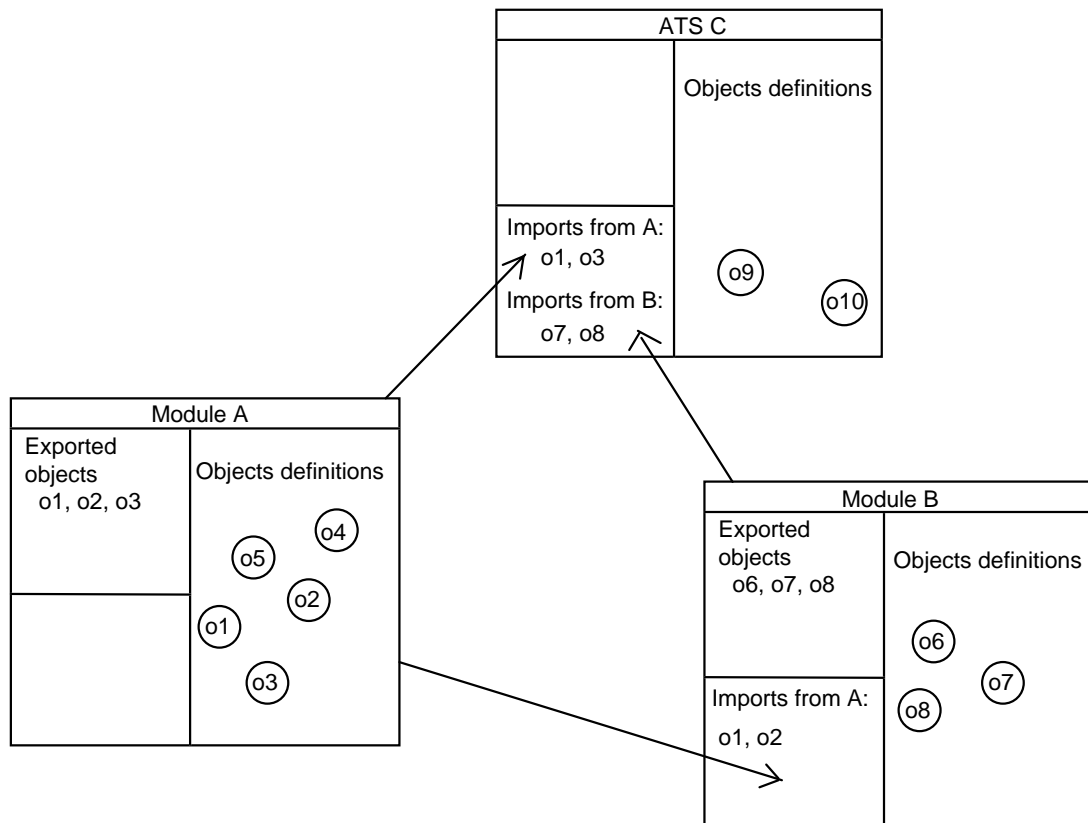 ATS C
Objects definitions
Imports from A:
o1, o3
Imports from B:
o7, o8
o9
o10
Module A
Exported
objects
o1, o2, o3
Objects definitions
o4
o5
o2
o1
o3
Module B
Exported
objects
o6, o7, o8
Objects definitions
o6
o7
o8
Imports from A:
o1, o2